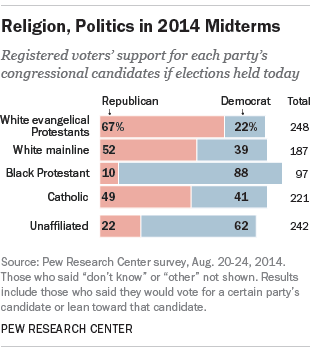 Religion, Politics in 2014 Midterms
Registered voters' support for each party's
congressional candidates if elections held today
Republican Democrat Total
White evangelical
Protestants 67% 22% 248
White mainline 52 39 187
Black Protestant 10 88 97
Catholic 49 41 221
Unaffiliated 22 62 242
Source: Pew Research Center survey, Aug. 20-24, 2014.
Those who said "don't know" or "other" not shown. Results
include those who said they would vote for a certain party's
candidate or lean toward that candidate.
PEW RESEARCH CENTER